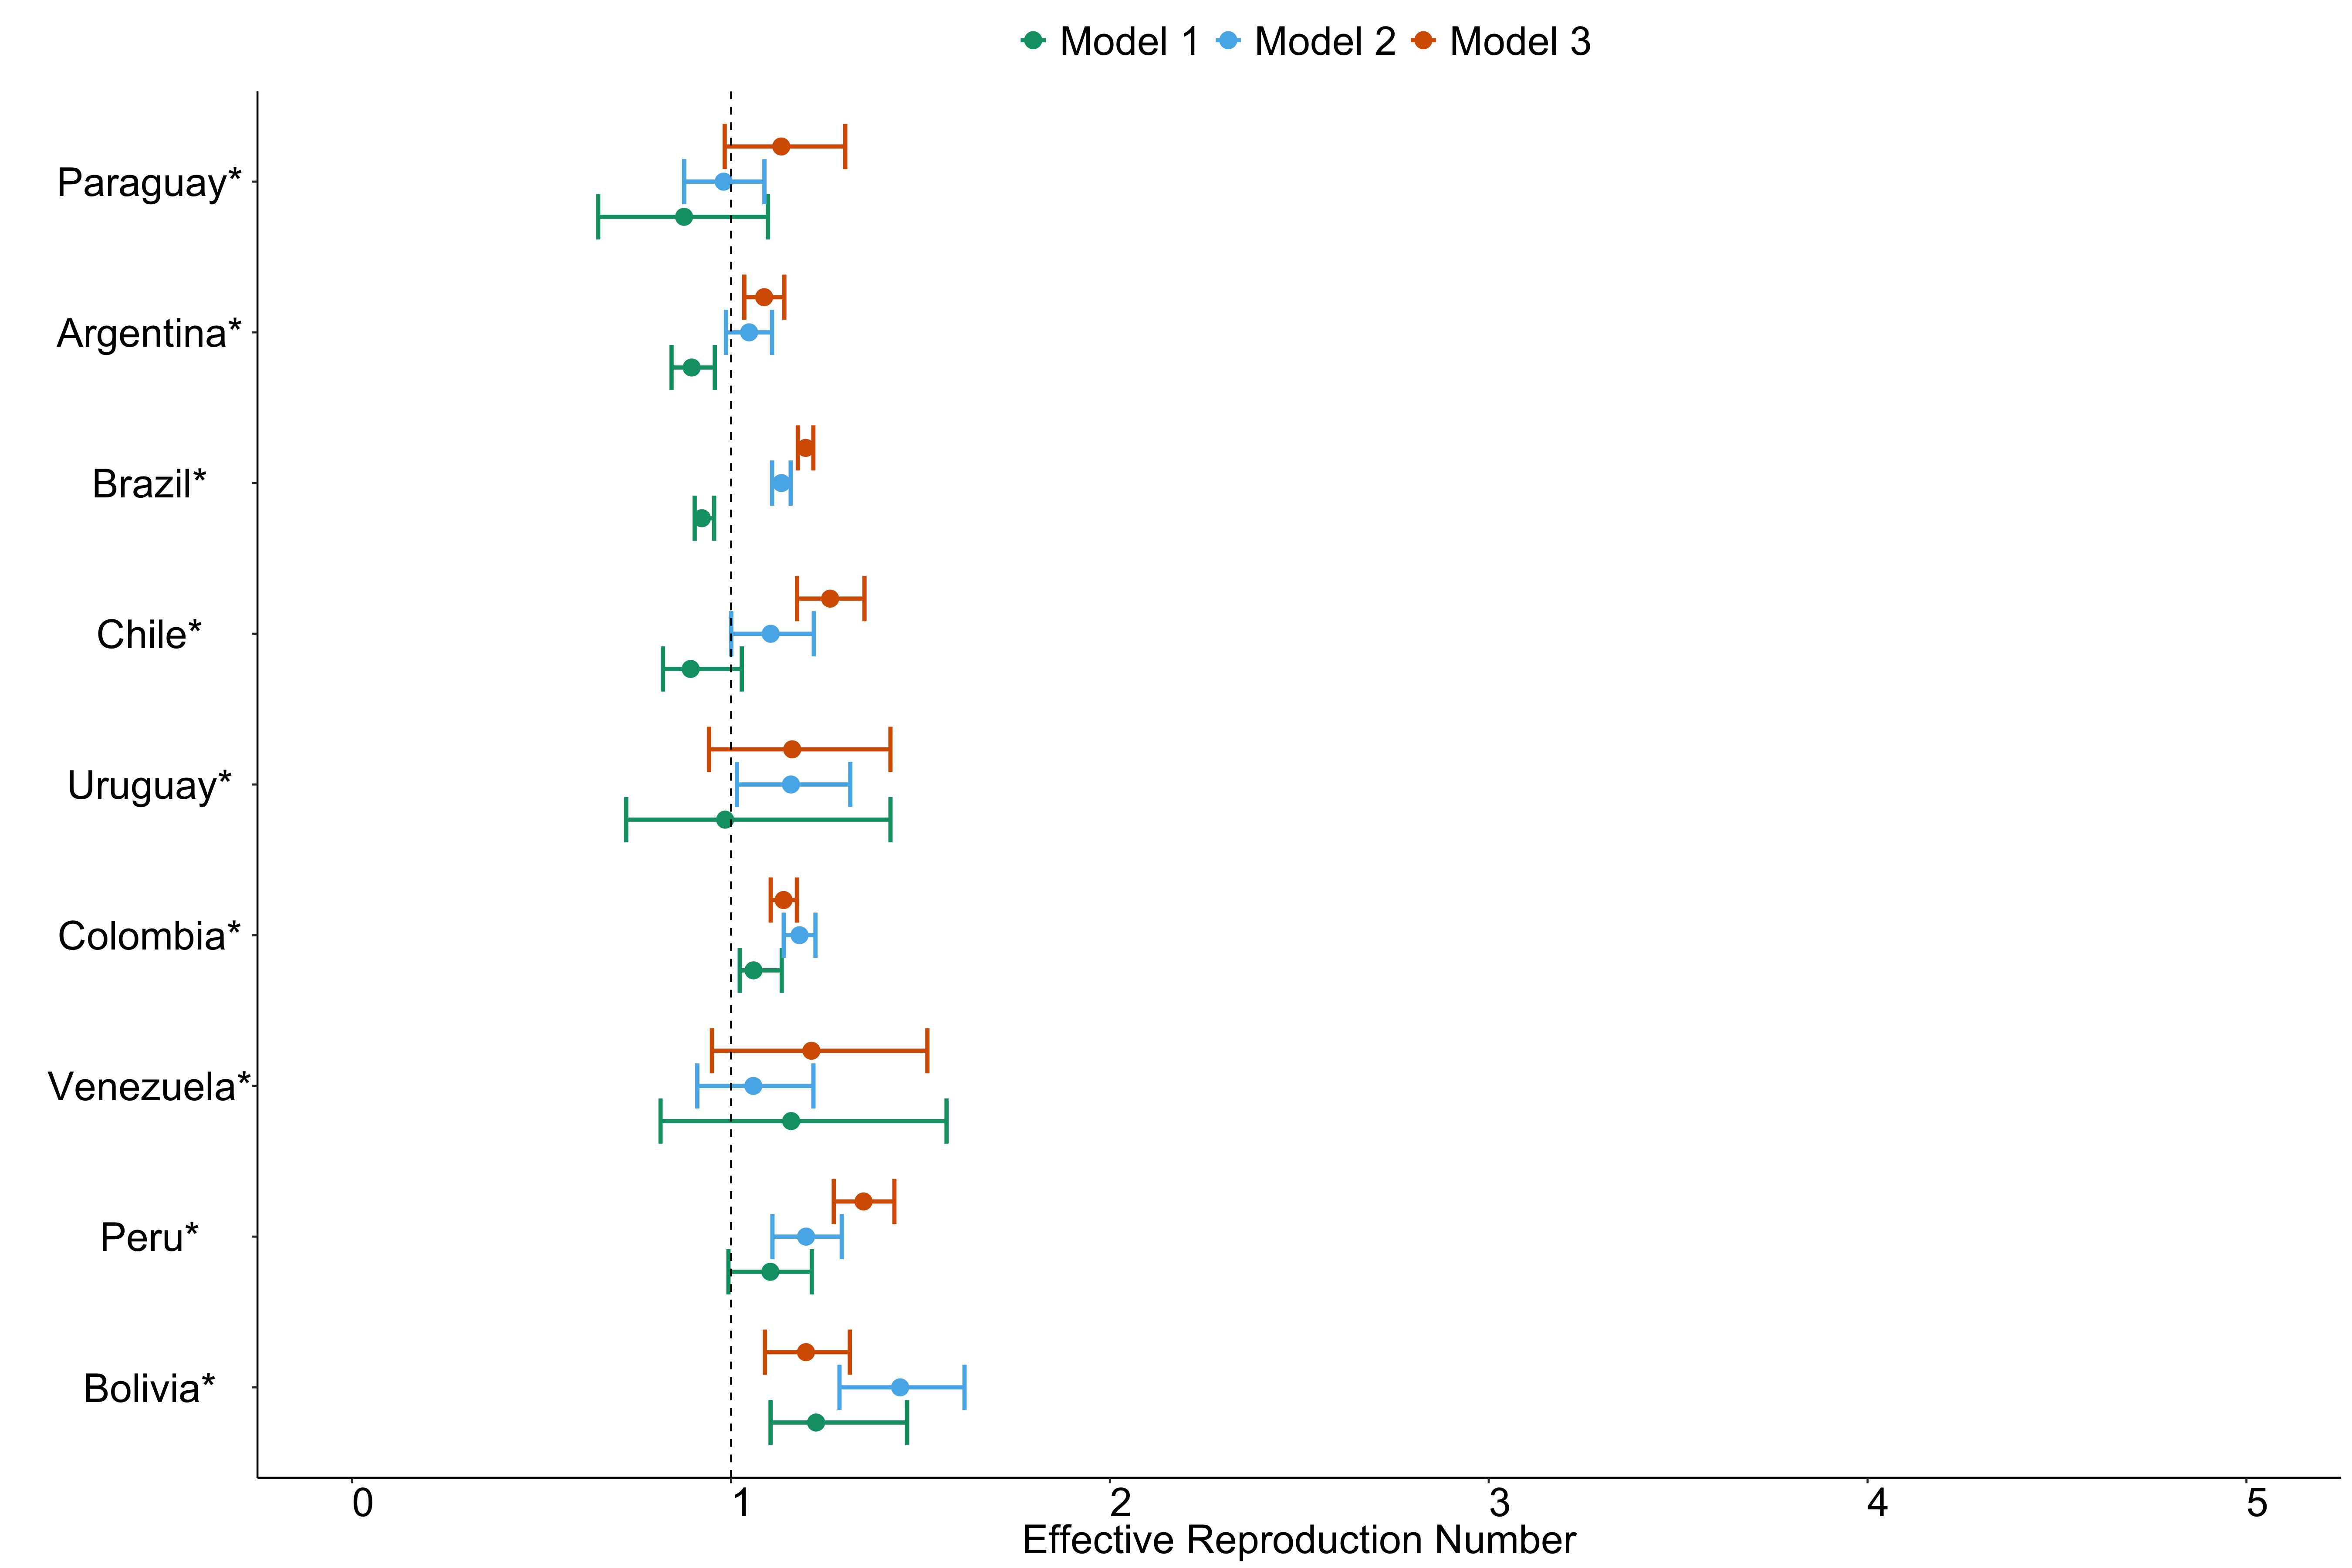 Model 1 Model 2 Model 3
Paraguay*
Argentina*
Brazil*
Chile*
Uruguay*
Colombia*
Venezuela*
Peru*
Bolivia*
0 1 2 3 4 5
Effective Reproduction Number